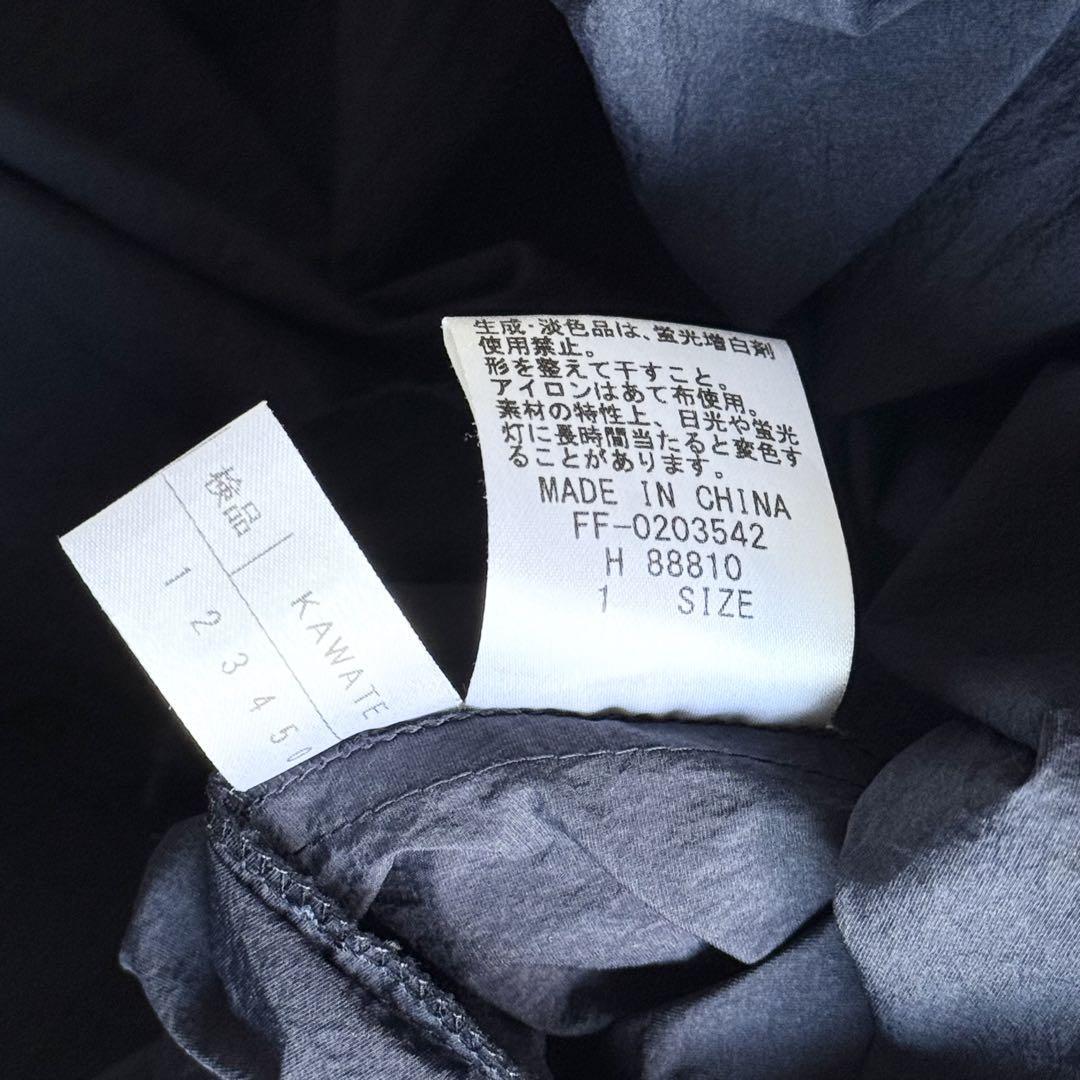 生成・淡色品は、蛍光増白剤
使用禁止。
形を整えて干すこと。
アイロンはあて布使用。
素材の特性上、日光や蛍光
灯に長時間当たると変色す
ることがあります。
MADE IN CHINA
FF-0203542
H 88810
1 SIZE
検品
KAWATE
1 2 3 4 5